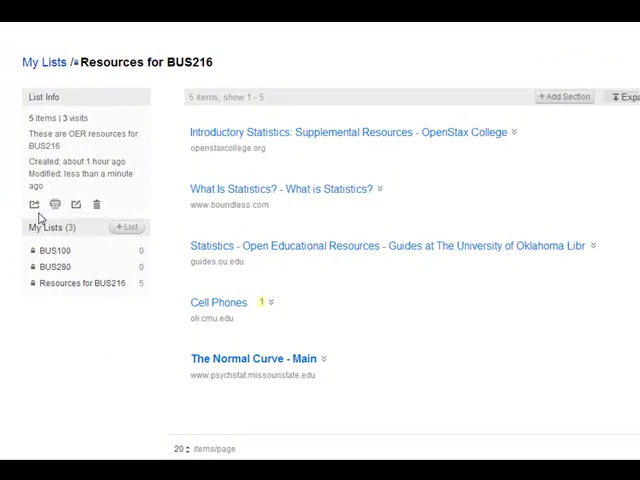 My Lists / Resources for BUS216
List Info
5 items | 3 visits
These are OER resources for
BUS216
Created: about 1 hour ago
Modified: less than a minute
ago
My Lists (3)
+ List
BUS100 0
BUS280 0
Resources for BUS216 5
5 items, show 1 - 5
+ Add Section
Expa
Introductory Statistics: Supplemental Resources - OpenStax College
openstaxcollege.org
What Is Statistics? - What is Statistics?
www.boundless.com
Statistics - Open Educational Resources - Guides at The University of Oklahoma Libr
guides.ou.edu
Cell Phones 1
oli.cmu.edu
The Normal Curve - Main
www.psychstat.missouristate.edu
20 items/page